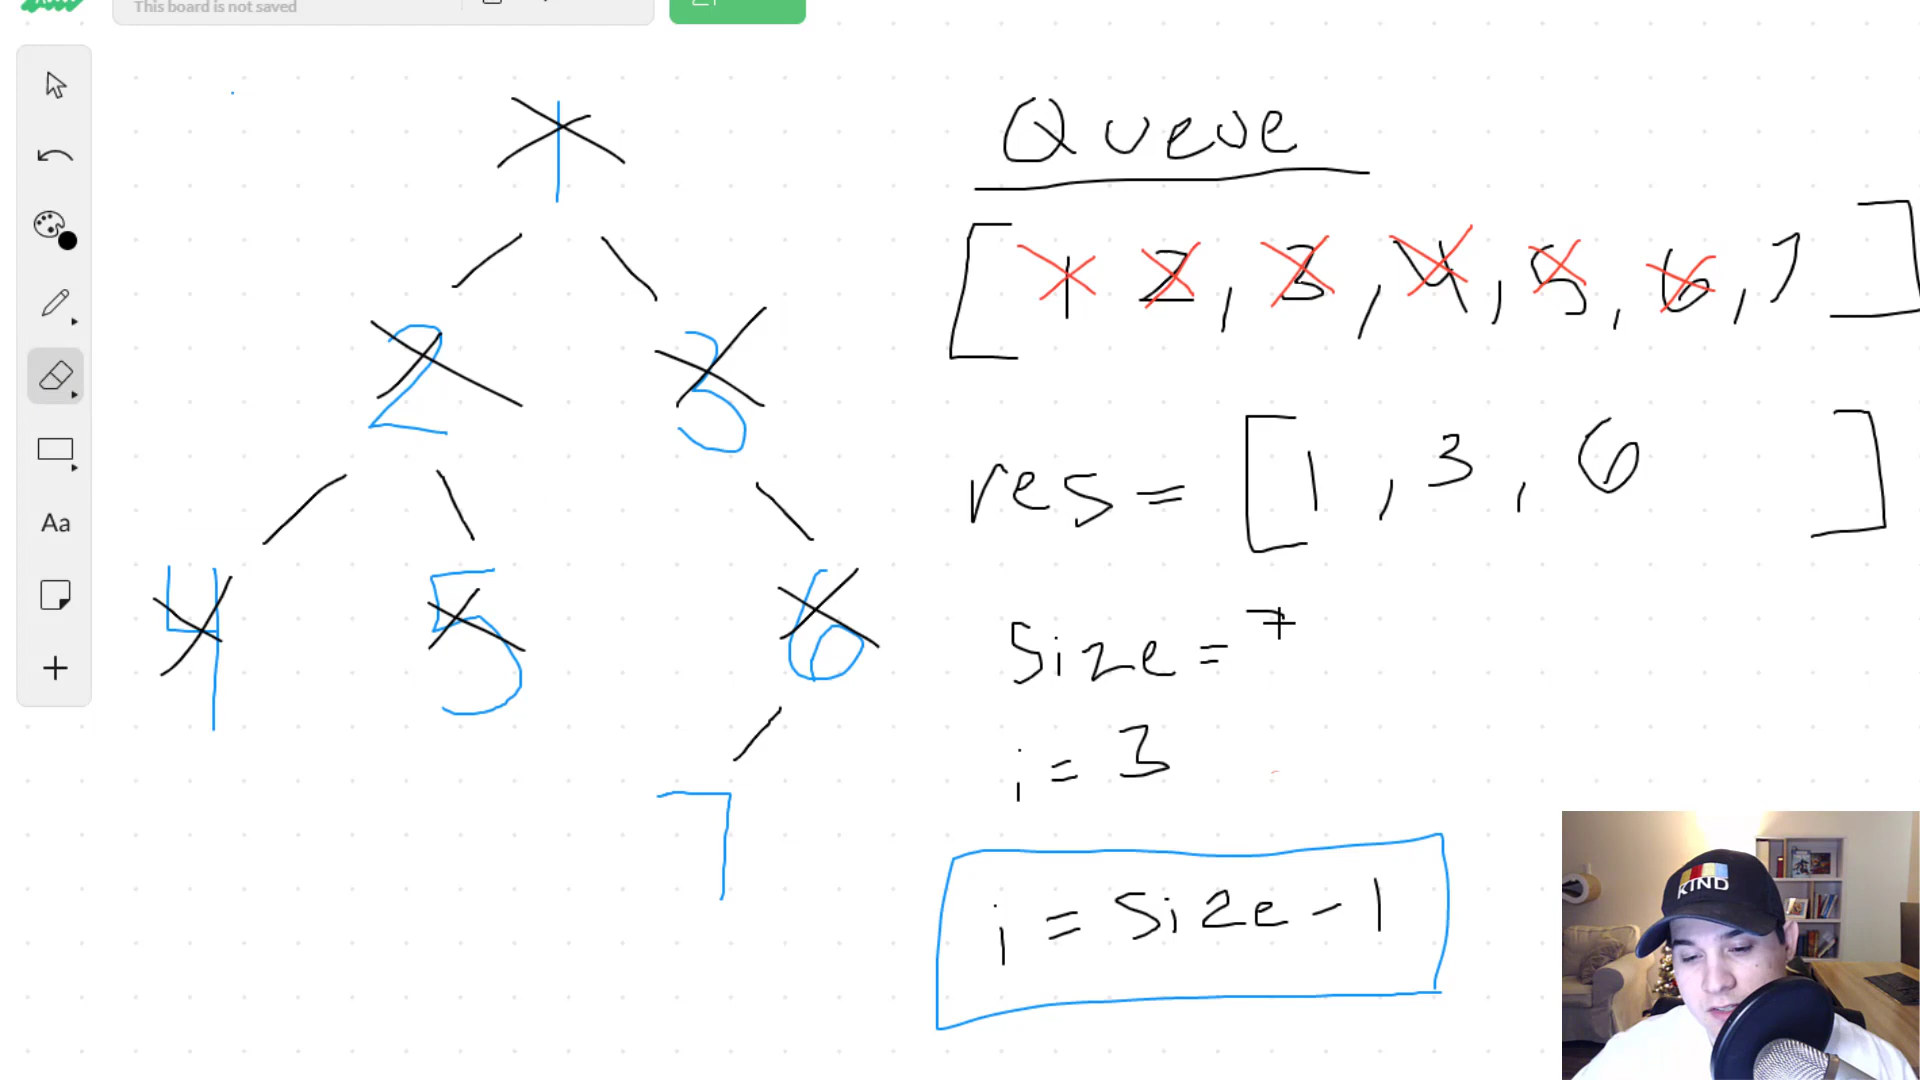 This board is not saved
Aa
1
2 3
4 5 6
7
Queue
[ 1 2, 3, 4, 5, 6, 7 ]
res = [ 1, 3, 6 ]
Size =
i = 3
i = Size - 1
KIND